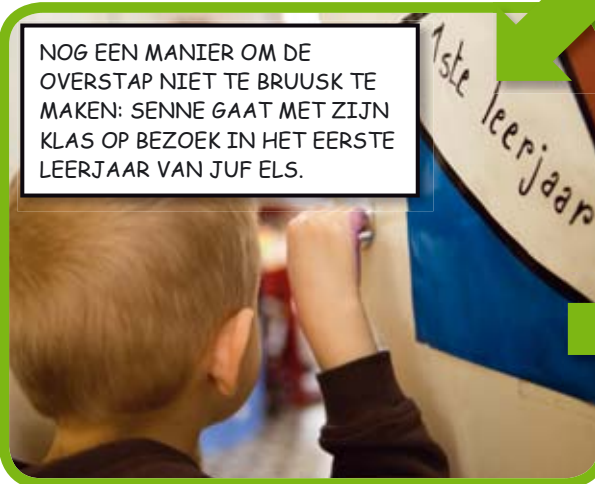 NOG EEN MANIER OM DE
OVERSTAP NIET TE BRUUSK TE
MAKEN: SENNE GAAT MET ZIJN
KLAS OP BEZOEK IN HET EERSTE
LEERJAAR VAN JUF ELS.
1ste leerjaar